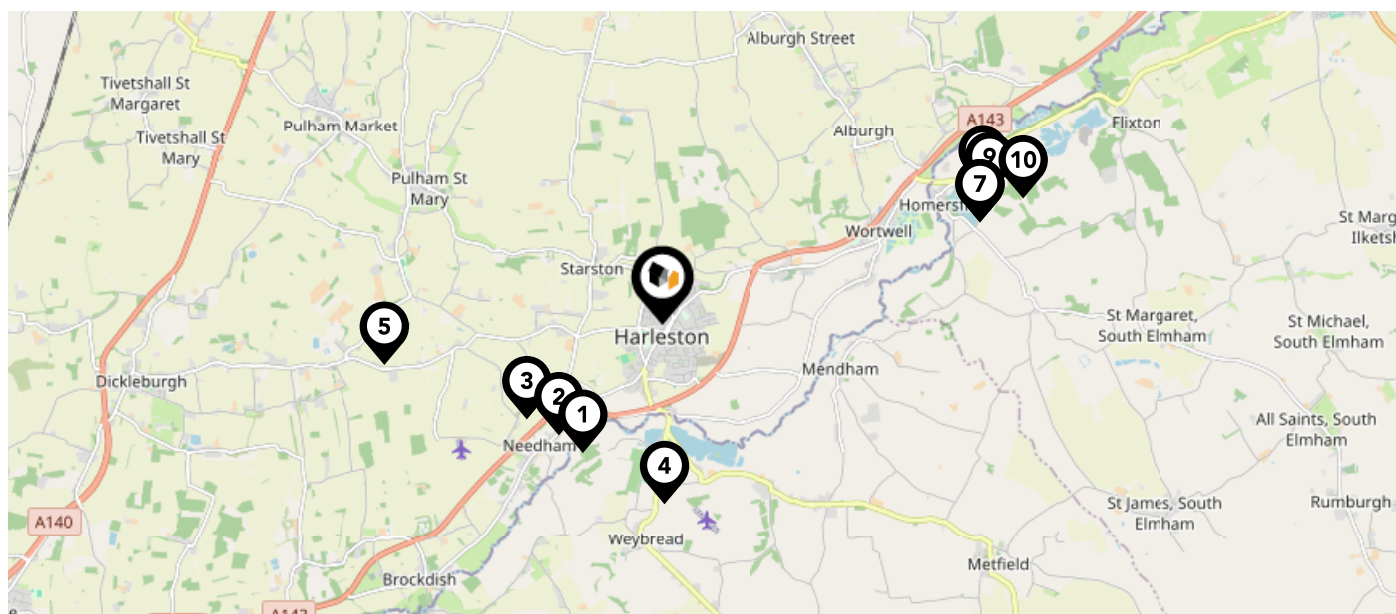 Alburgh Street
Tivetshall St
Margaret
A143
Pulham Market
Flixton
Alburgh
Tivetshall St
Mary
9
10
Pulham St
Mary
7
Wortwell
St Marg
Ilketsh
Starston
5
St Margaret,
South Elmham
St Michael,
South Elmham
Harleston
Mendham
Dickleburgh
3
2
1
All Saints, South
Elmham
Needham
4
St James, South
Elmham
Rumburgh
A140
Weybread
Metfield
Brockdish
A143